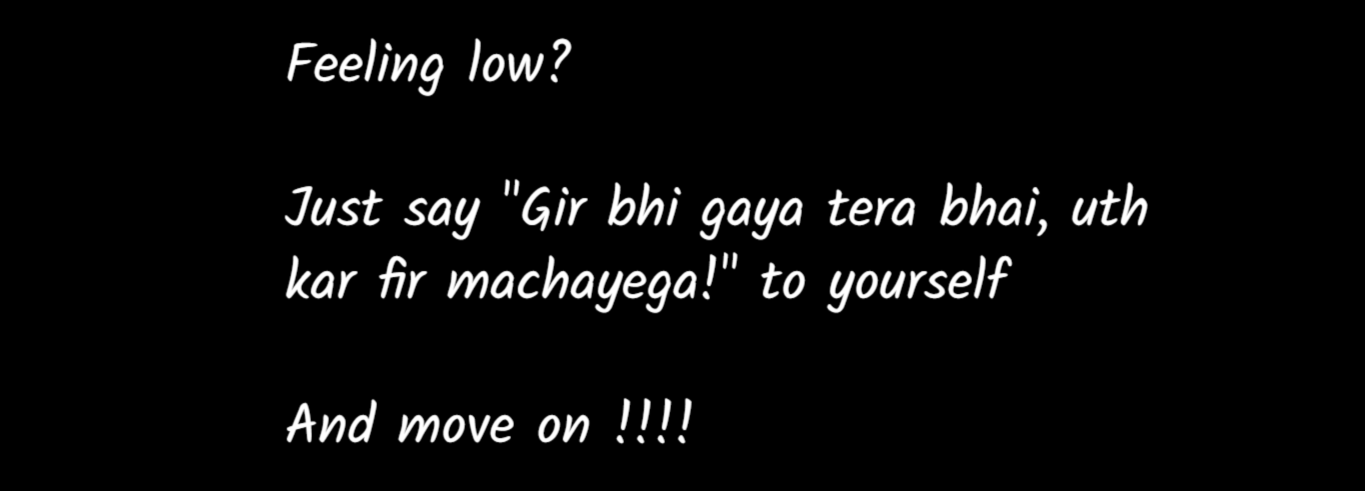 Feeling low?
Just say "Gir bhi gaya tera bhai, uth
kar fir machayega!" to yourself
And move on !!!!